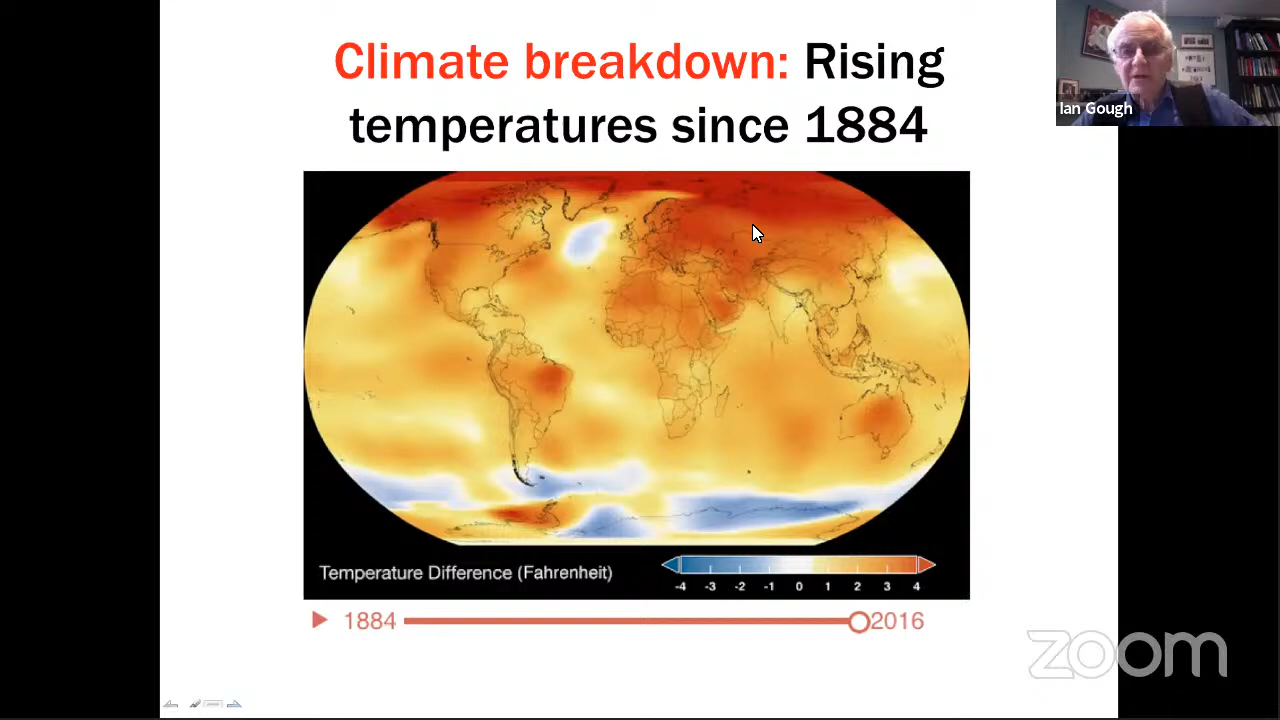 Climate breakdown: Rising
temperatures since 1884
Ian Gough
Temperature Difference (Fahrenheit)
-4 -3 -2 -1 0 1 2 3 4
1884 2016
zoom